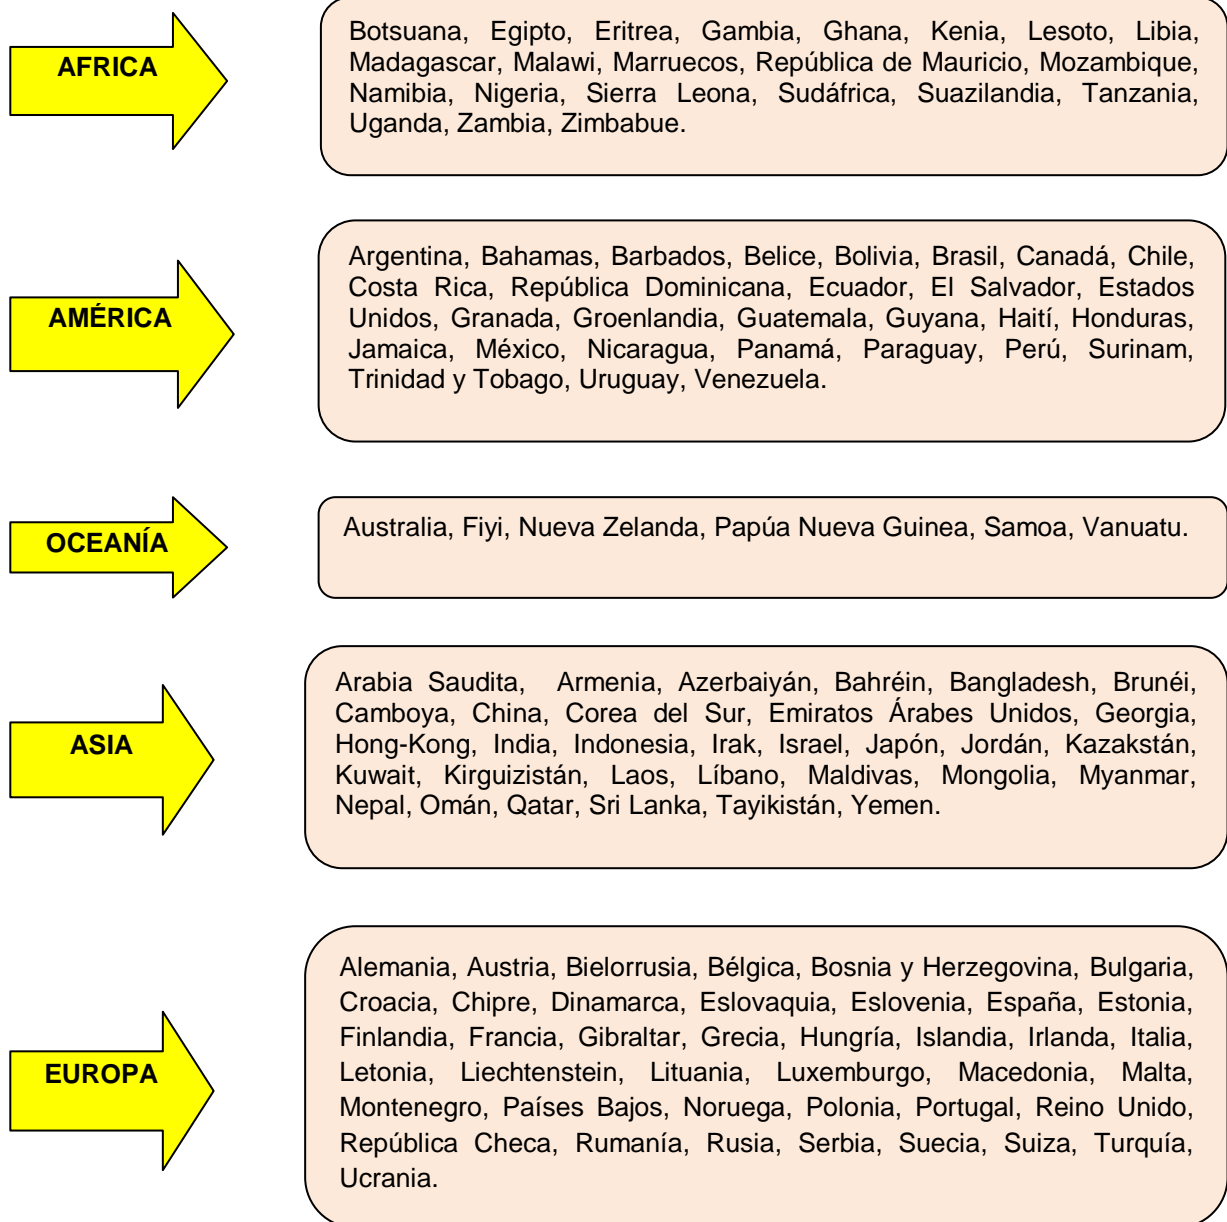 AFRICA
Botsuana, Egipto, Eritrea, Gambia, Ghana, Kenia, Lesoto, Libia,
Madagascar, Malawi, Marruecos, República de Mauricio, Mozambique,
Namibia, Nigeria, Sierra Leona, Sudáfrica, Suazilandia, Tanzania,
Uganda, Zambia, Zimbabue.
AMÉRICA
Argentina, Bahamas, Barbados, Belice, Bolivia, Brasil, Canadá, Chile,
Costa Rica, República Dominicana, Ecuador, El Salvador, Estados
Unidos, Granada, Groenlandia, Guatemala, Guyana, Haití, Honduras,
Jamaica, México, Nicaragua, Panamá, Paraguay, Perú, Surinam,
Trinidad y Tobago, Uruguay, Venezuela.
OCEANÍA
Australia, Fiyi, Nueva Zelanda, Papúa Nueva Guinea, Samoa, Vanuatu.
ASIA
Arabia Saudita, Armenia, Azerbaiyán, Bahréin, Bangladesh, Brunéi,
Camboya, China, Corea del Sur, Emiratos Árabes Unidos, Georgia,
Hong-Kong, India, Indonesia, Irak, Israel, Japón, Jordán, Kazakstán,
Kuwait, Kirguizistán, Laos, Líbano, Maldivas, Mongolia, Myanmar,
Nepal, Omán, Qatar, Sri Lanka, Tayikistán, Yemen.
EUROPA
Alemania, Austria, Bielorrusia, Bélgica, Bosnia y Herzegovina, Bulgaria,
Croacia, Chipre, Dinamarca, Eslovaquia, Eslovenia, España, Estonia,
Finlandia, Francia, Gibraltar, Grecia, Hungría, Islandia, Irlanda, Italia,
Letonia, Liechtenstein, Lituania, Luxemburgo, Macedonia, Malta,
Montenegro, Países Bajos, Noruega, Polonia, Portugal, Reino Unido,
República Checa, Rumanía, Rusia, Serbia, Suecia, Suiza, Turquía,
Ucrania.